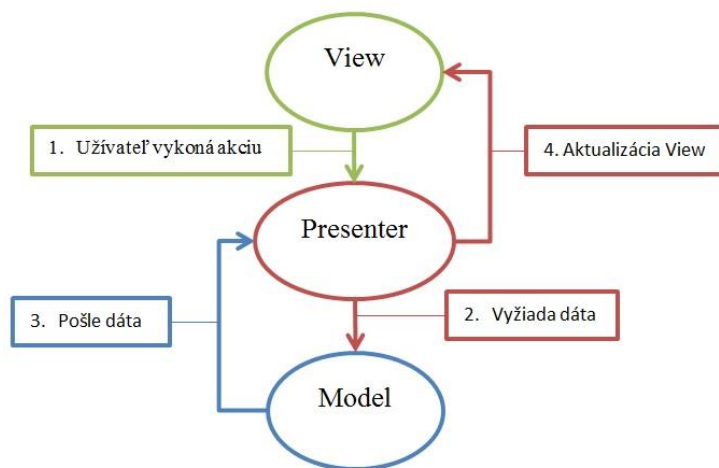 View
1. Užívateľ vykoná akciu
4. Aktualizácia View
Presenter
3. Pošle dáta
2. Vyžiada dáta
Model